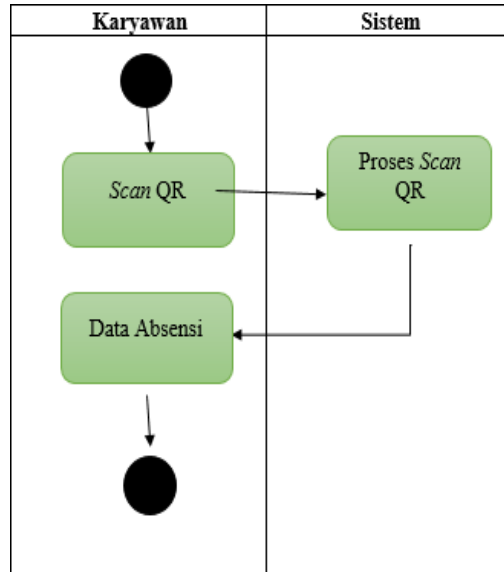 Karyawan
Sistem
Scan QR
Proses Scan
QR
Data Absensi